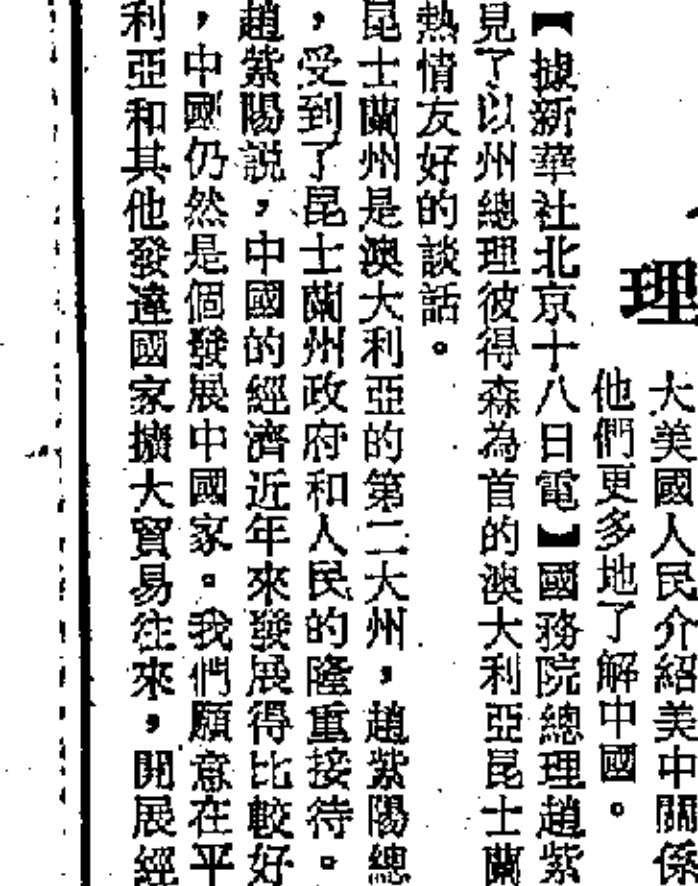 大美國人民介紹美中關係
他們更多地了解中國。
理
【據新華社北京十八日電】國務院總理趙紫
見了以州總理彼得森為首的澳大利亞昆士蘭
熱情友好的談話。
昆士蘭州是澳大利亞的第二大州，趙紫陽總
，受到了昆士蘭州政府和人民的隆重接待。
趙紫陽説，中國的經濟近年來發展得比較好
，中國仍然是個發展中國家。我們願意在平
利亞和其他發達國家擴大貿易往來，開展經